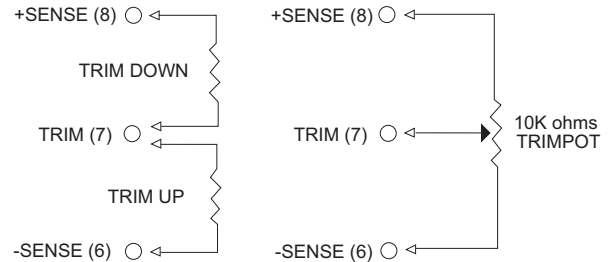 +SENSE (8)
TRIM DOWN
TRIM (7)
TRIM UP
-SENSE (6)
+SENSE (8)
TRIM (7)
10K ohms
TRIMPOT
-SENSE (6)